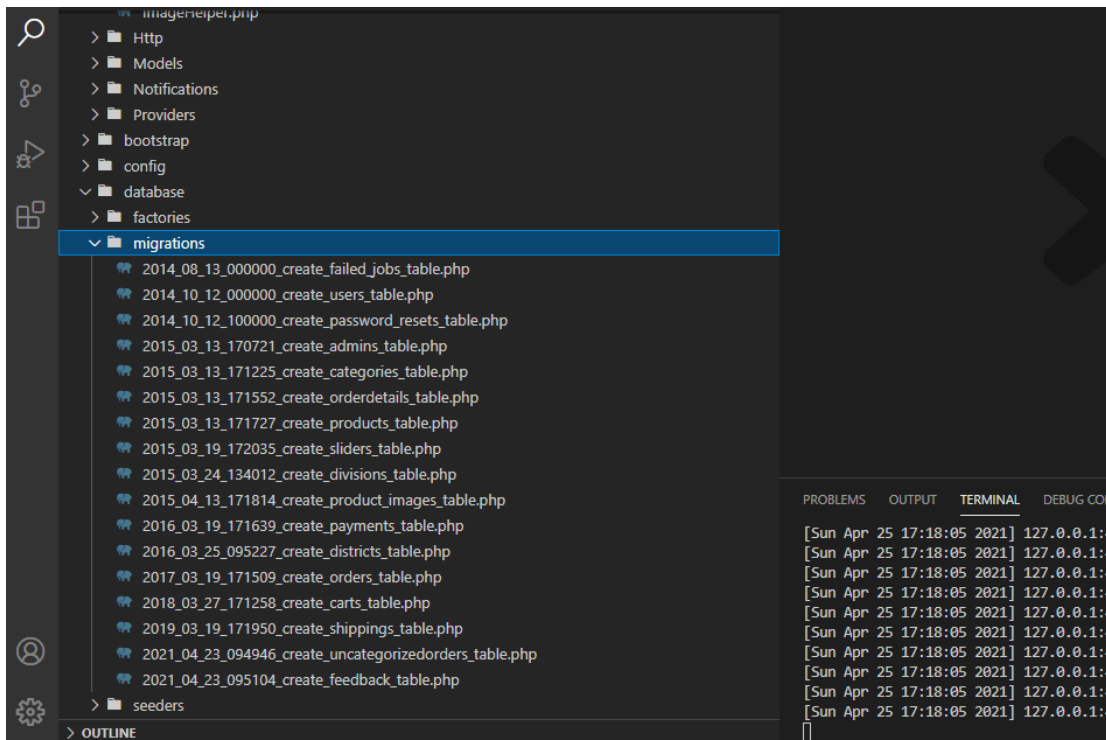 imageHelper.php
Http
Models
Notifications
Providers
bootstrap
config
database
factories
migrations
2014_08_13_000000_create_failed_jobs_table.php
2014_10_12_000000_create_users_table.php
2014_10_12_100000_create_password_resets_table.php
2015_03_13_170721_create_admins_table.php
2015_03_13_171225_create_categories_table.php
2015_03_13_171552_create_orderdetails_table.php
2015_03_13_171727_create_products_table.php
2015_03_19_172035_create_sliders_table.php
2015_03_24_134012_create_divisions_table.php
2015_04_13_171814_create_product_images_table.php
2016_03_19_171639_create_payments_table.php
2016_03_25_095227_create_districts_table.php
2017_03_19_171509_create_orders_table.php
2018_03_27_171258_create_carts_table.php
2019_03_19_171950_create_shippings_table.php
2021_04_23_094946_create_uncategorizedorders_table.php
2021_04_23_095104_create_feedback_table.php
seeders
OUTLINE
PROBLEMS OUTPUT TERMINAL DEBUG CO
[Sun Apr 25 17:18:05 2021] 127.0.0.1:
[Sun Apr 25 17:18:05 2021] 127.0.0.1:
[Sun Apr 25 17:18:05 2021] 127.0.0.1:
[Sun Apr 25 17:18:05 2021] 127.0.0.1:
[Sun Apr 25 17:18:05 2021] 127.0.0.1:
[Sun Apr 25 17:18:05 2021] 127.0.0.1:
[Sun Apr 25 17:18:05 2021] 127.0.0.1:
[Sun Apr 25 17:18:05 2021] 127.0.0.1:
[Sun Apr 25 17:18:05 2021] 127.0.0.1:
[Sun Apr 25 17:18:05 2021] 127.0.0.1: